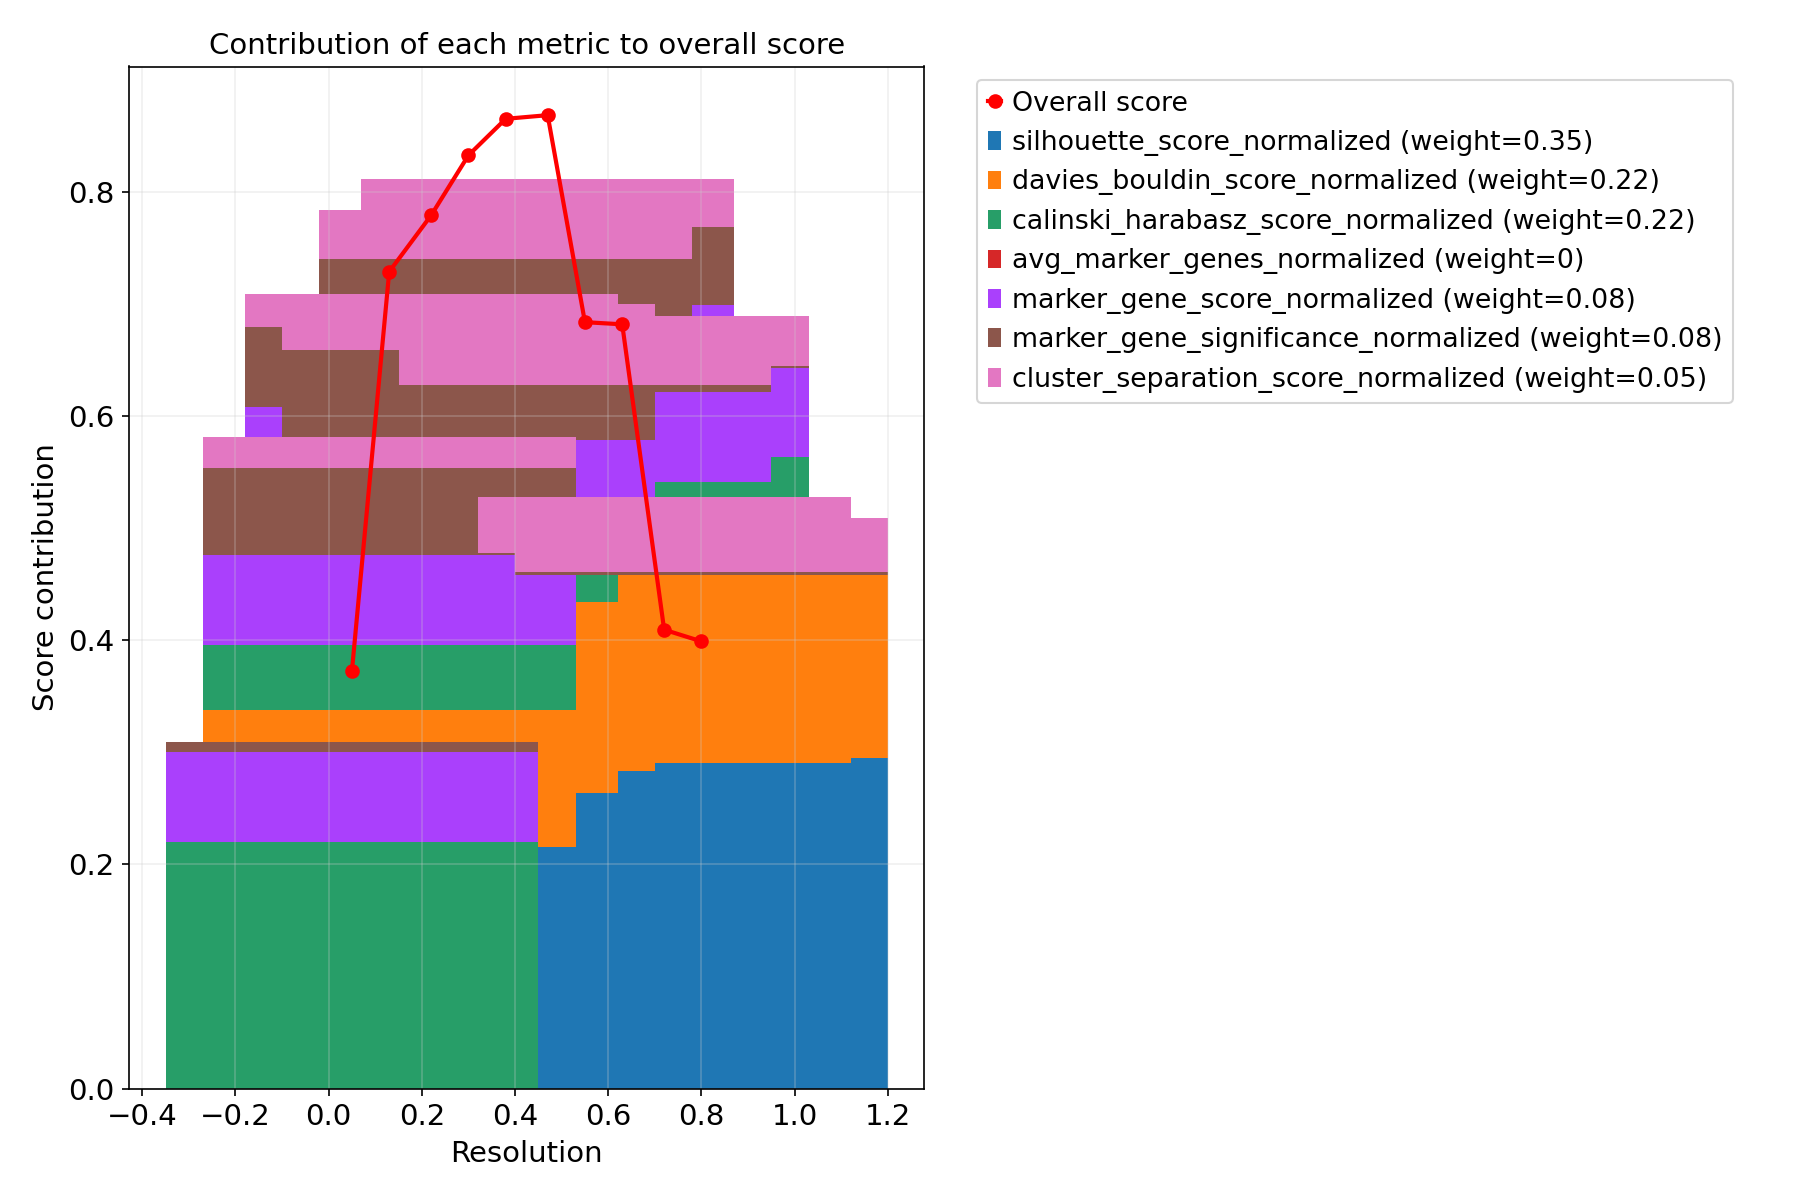 Contribution of each metric to overall score
Score contribution
0.8
0.6
0.4
0.2
0.0
−0.4 −0.2 0.0 0.2 0.4 0.6 0.8 1.0 1.2
Resolution
Overall score
silhouette_score_normalized (weight=0.35)
davies_bouldin_score_normalized (weight=0.22)
calinski_harabasz_score_normalized (weight=0.22)
avg_marker_genes_normalized (weight=0)
marker_gene_score_normalized (weight=0.08)
marker_gene_significance_normalized (weight=0.08)
cluster_separation_score_normalized (weight=0.05)